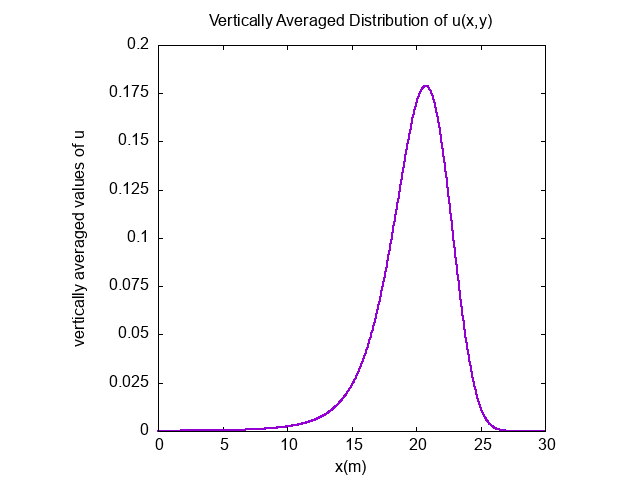 Vertically Averaged Distribution of u(x,y)
0.2
0.175
0.15
0.125
0.1
0.075
0.05
0.025
0
vertically averaged values of u
0 5 10 15 20 25 30
x(m)